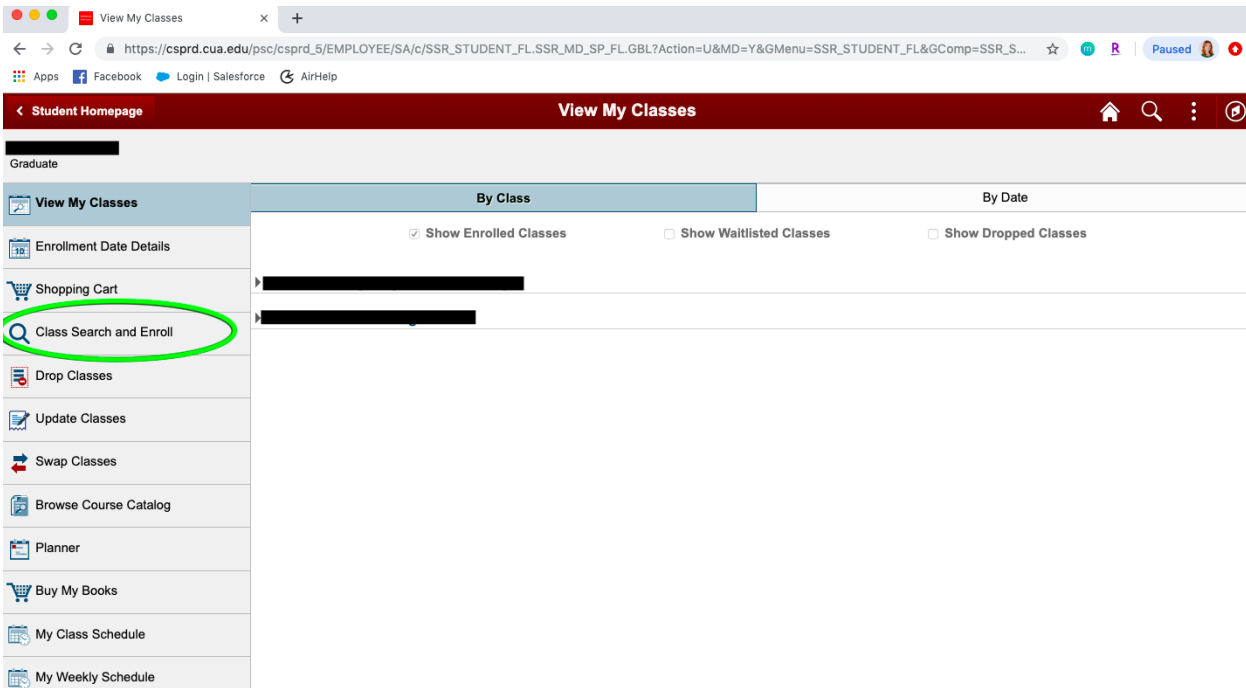 View My Classes
https://csprd.cua.edu/psc/csprd_5/EMPLOYEE/SA/c/SSR_STUDENT_FL.SSR_MD_SP_FL.GBL?Action=U&MD=Y&GMenu=SSR_STUDENT_FL&GComp=SSR_S...
m
R
Paused
Apps
Facebook
Login | Salesforce
AirHelp
Student Homepage
View My Classes
Graduate
View My Classes
By Class
By Date
Show Enrolled Classes
Show Waitlisted Classes
Show Dropped Classes
Enrollment Date Details
Shopping Cart
Class Search and Enroll
Drop Classes
Update Classes
Swap Classes
Browse Course Catalog
Planner
Buy My Books
My Class Schedule
My Weekly Schedule